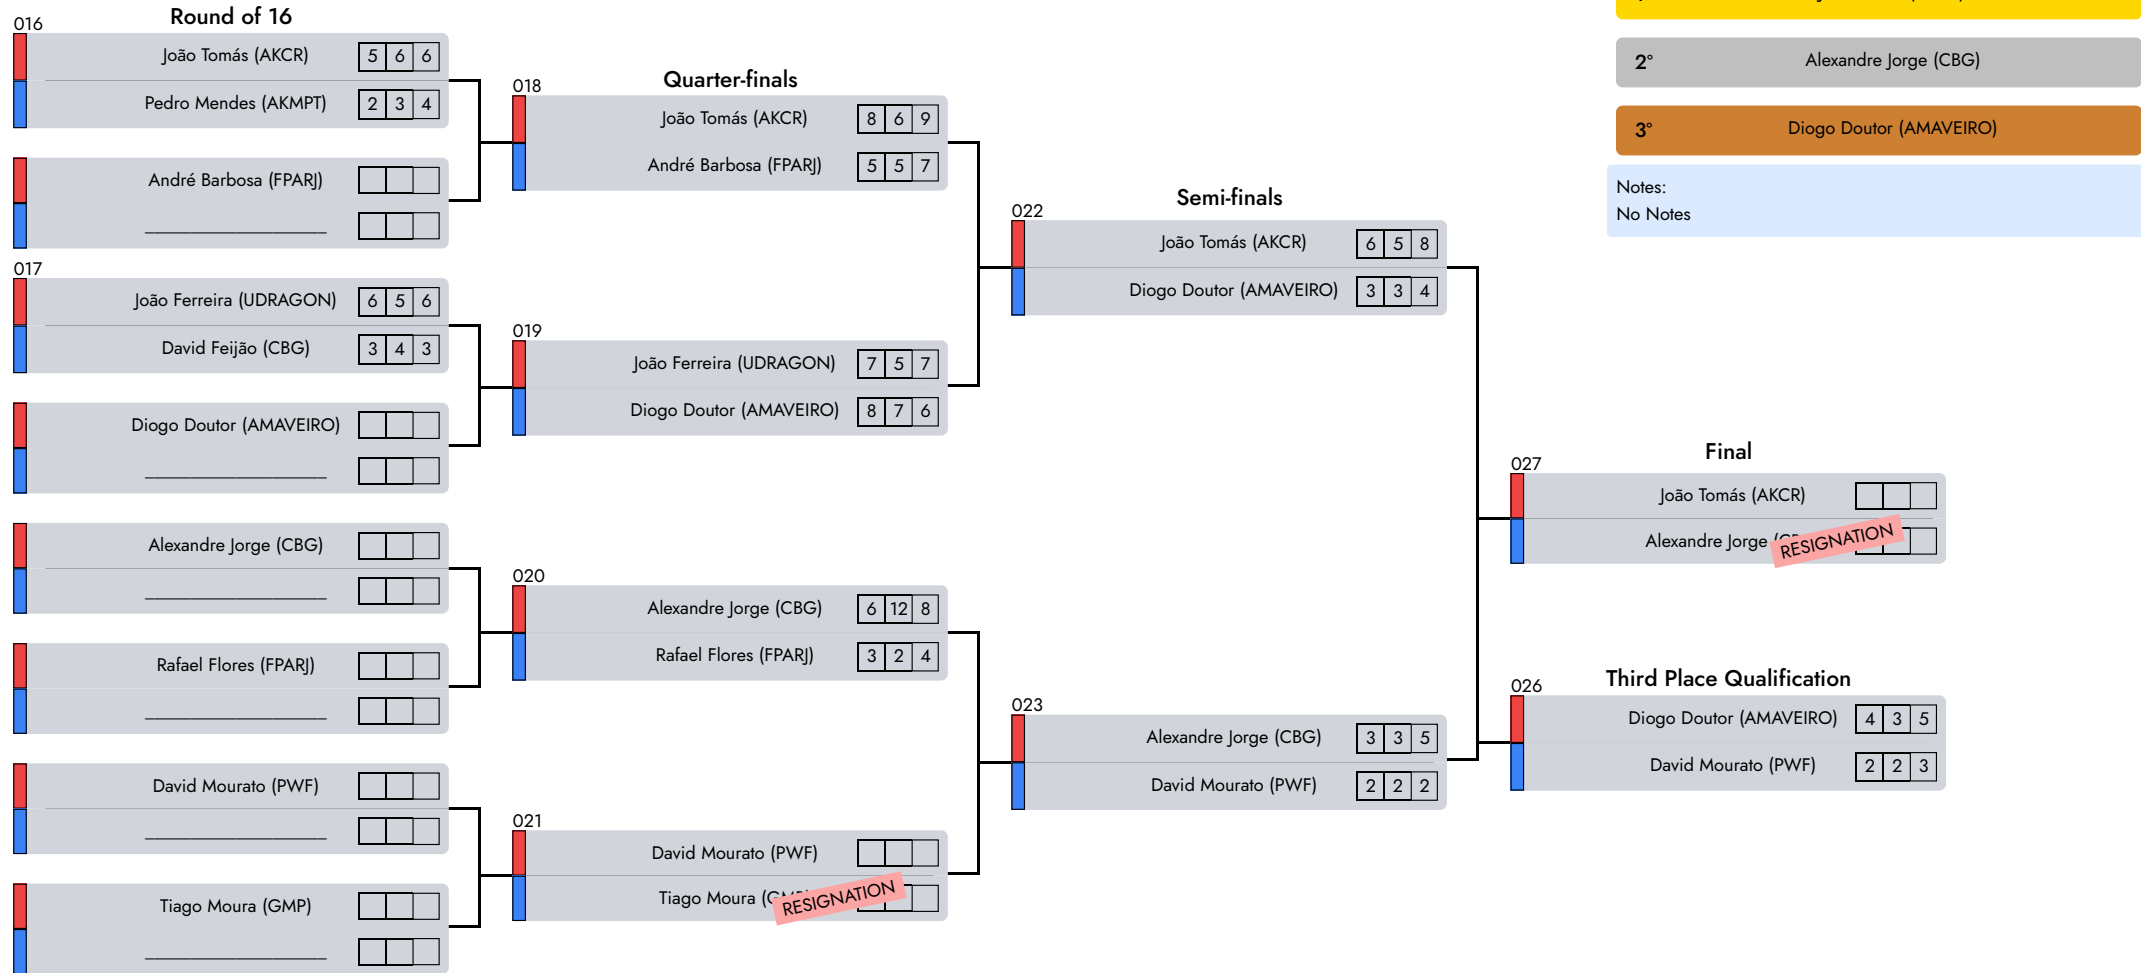 Round of 16
016
João Tomás (AKCR) 5 6 6
Pedro Mendes (AKMPT) 2 3 4
André Barbosa (FPARJ)
____________________
017
João Ferreira (UDRAGON) 6 5 6
David Feijão (CBG) 3 4 3
Diogo Doutor (AMAVEIRO)
____________________
Alexandre Jorge (CBG)
____________________
Rafael Flores (FPARJ)
____________________
David Mourato (PWF)
____________________
Tiago Moura (GMP)
____________________
Quarter-finals
018
João Tomás (AKCR) 8 6 9
André Barbosa (FPARJ) 5 5 7
019
João Ferreira (UDRAGON) 7 5 7
Diogo Doutor (AMAVEIRO) 8 7 6
020
Alexandre Jorge (CBG) 6 12 8
Rafael Flores (FPARJ) 3 2 4
021
David Mourato (PWF)
Tiago Moura
RESIGNATION
Semi-finals
022
João Tomás (AKCR) 6 5 8
Diogo Doutor (AMAVEIRO) 3 3 4
023
Alexandre Jorge (CBG) 3 3 5
David Mourato (PWF) 2 2 2
Final
027
João Tomás (AKCR)
Alexandre Jorge
RESIGNATION
Third Place Qualification
026
Diogo Doutor (AMAVEIRO) 4 3 5
David Mourato (PWF) 2 2 3
2° Alexandre Jorge (CBG)
3° Diogo Doutor (AMAVEIRO)
Notes:
No Notes